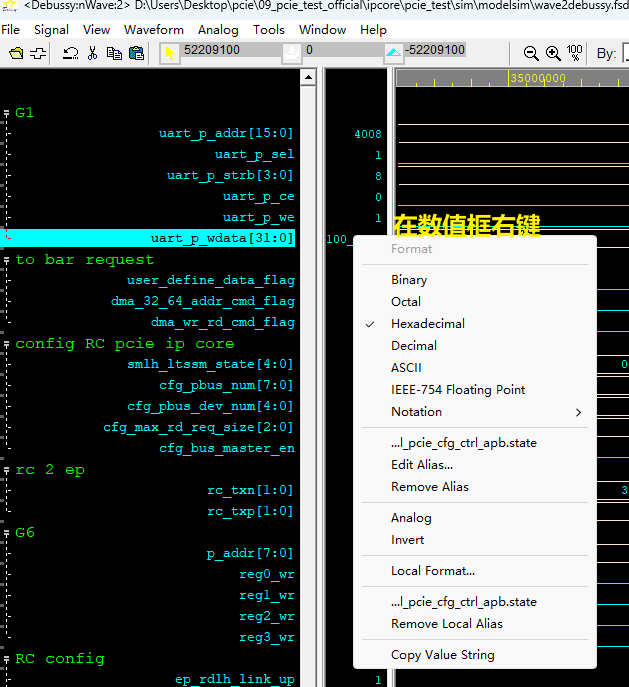 <Debussy:nWave:2> D:\Users\Desktop\pcie\09_pcie_test_official\ipcore\pcie_test\sim\modelsim\wave2debussy.fsd
File Signal View Waveform Analog Tools Window Help
52209100 0 -52209100 100% By:
35000000
G1
uart_p_addr[15:0] 4008
uart_p_sel 1
uart_p_strb[3:0] 8
uart_p_ce 0
uart_p_we 1
在数值框右键
uart_p_wdata[31:0] 100_
to bar request
user_define_data_flag
dma_32_64_addr_cmd_flag
dma_wr_rd_cmd_flag
config RC pcie ip core
smlh_ltssm_state[4:0] 0
cfg_pbus_num[7:0]
cfg_pbus_dev_num[4:0]
cfg_max_rd_req_size[2:0]
cfg_bus_master_en
rc 2 ep
rc_txn[1:0] 3
rc_txp[1:0]
G6
p_addr[7:0]
reg0_wr
reg1_wr
reg2_wr
reg3_wr
RC config
ep_rdlh_link_up 1
Format
Binary
Octal
Hexadecimal
Decimal
ASCII
IEEE-754 Floating Point
Notation
...l_pcie_cfg_ctrl_apb.state
Edit Alias...
Remove Alias
Analog
Invert
Local Format...
...l_pcie_cfg_ctrl_apb.state
Remove Local Alias
Copy Value String